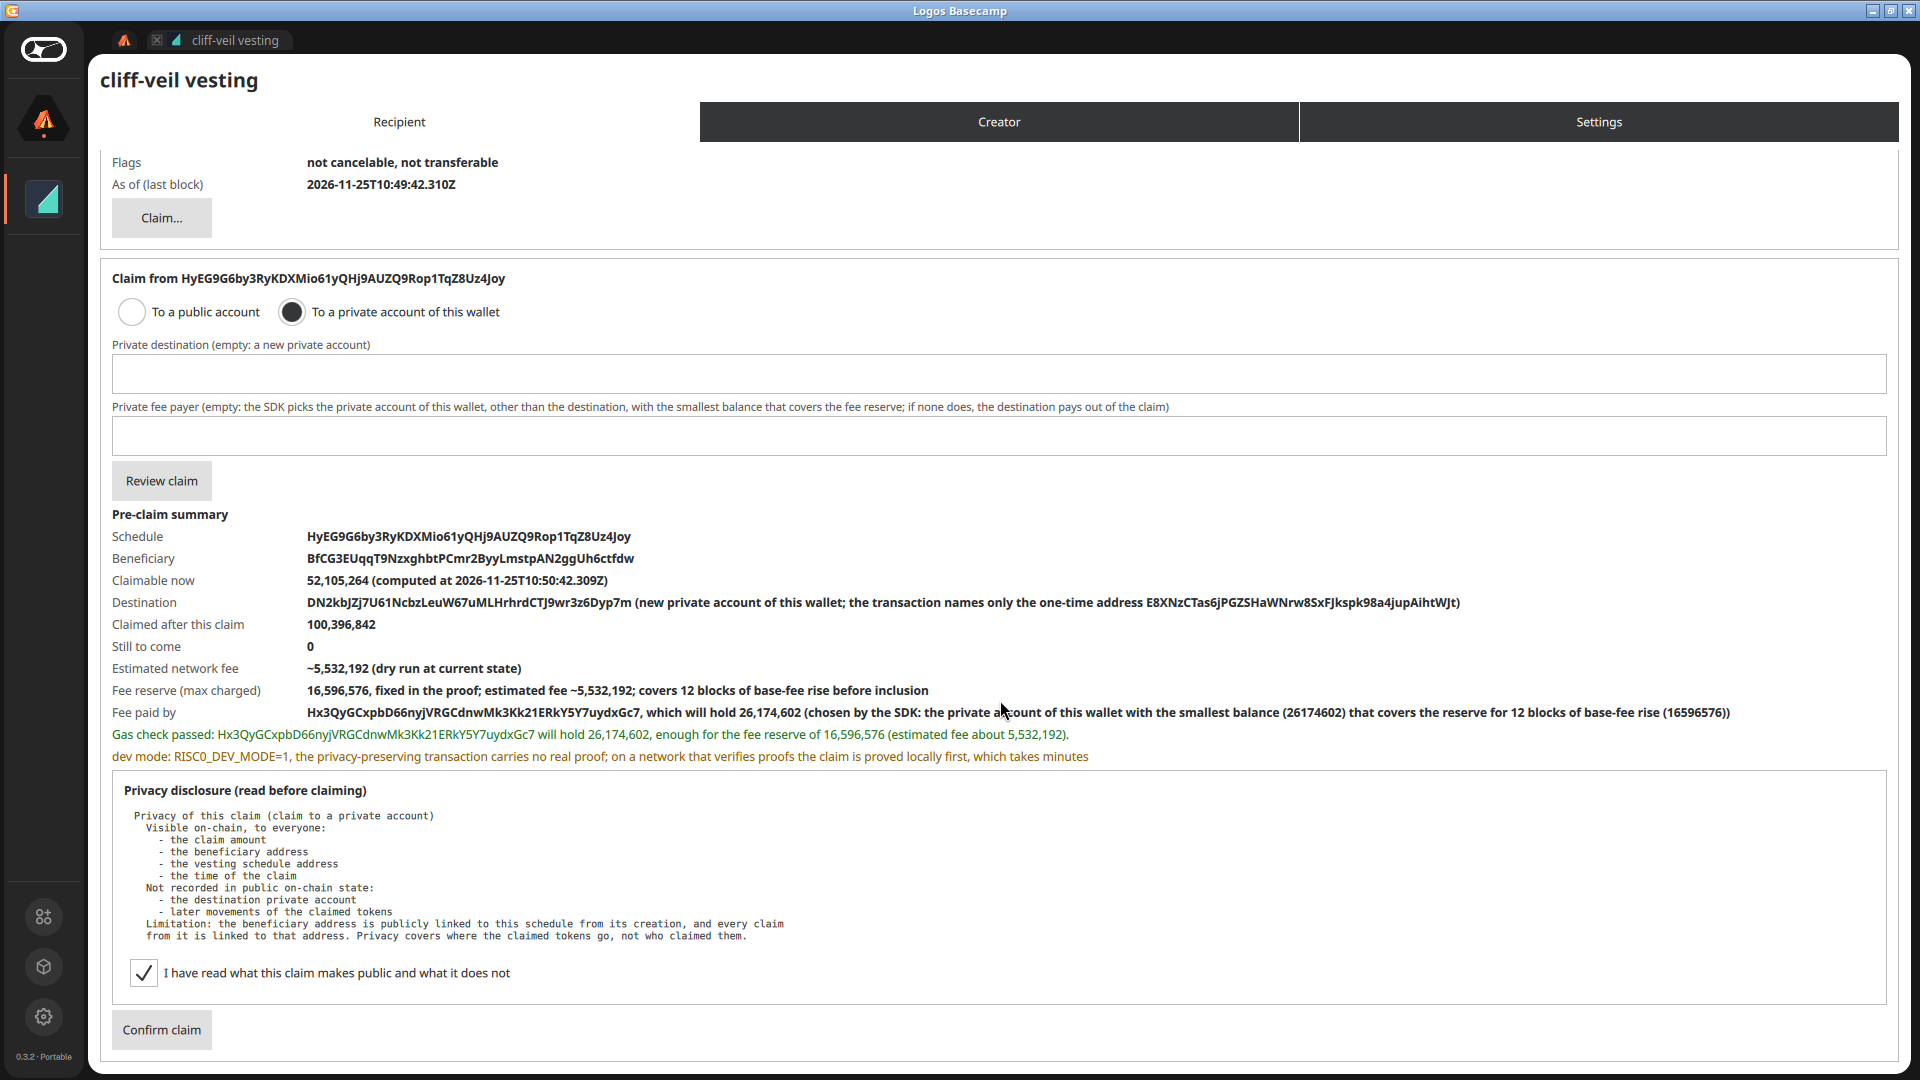 Logos Basecamp
cliff-veil vesting
cliff-veil vesting
Recipient
Creator
Settings
Flags not cancelable, not transferable
As of (last block) 2026-11-25T10:49:42.310Z
Claim...
Claim from HyEG9G6by3RyKDXMio61yQHj9AUZQ9Rop1TqZ8Uz4Joy
To a public account To a private account of this wallet
Private destination (empty: a new private account)
Private fee payer (empty: the SDK picks the private account of this wallet, other than the destination, with the smallest balance that covers the fee reserve; if none does, the destination pays out of the claim)
Review claim
Pre-claim summary
Schedule HyEG9G6by3RyKDXMio61yQHj9AUZQ9Rop1TqZ8Uz4Joy
Beneficiary BfCG3EUqqT9NzxghbtPCmr2ByyLmstpAN2ggUh6ctfdw
Claimable now 52,105,264 (computed at 2026-11-25T10:50:42.309Z)
Destination DN2kbJZj7U61NcbzLeuW67uMLHrhrdCTJ9wr3z6Dyp7m (new private account of this wallet; the transaction names only the one-time address E8XNzCTas6jPGZSHaWNrw8SxFJkspk98a4jupAihtWJt)
Claimed after this claim 100,396,842
Still to come 0
Estimated network fee ~5,532,192 (dry run at current state)
Fee reserve (max charged) 16,596,576, fixed in the proof; estimated fee ~5,532,192; covers 12 blocks of base-fee rise before inclusion
Fee paid by Hx3QyGCxpbD66nyjVRGCdnwMk3Kk21ERkY5Y7uydxGc7, which will hold 26,174,602 (chosen by the SDK: the private account of this wallet with the smallest balance (26174602) that covers the reserve for 12 blocks of base-fee rise (16596576))
Gas check passed: Hx3QyGCxpbD66nyjVRGCdnwMk3Kk21ERkY5Y7uydxGc7 will hold 26,174,602, enough for the fee reserve of 16,596,576 (estimated fee about 5,532,192).
dev mode: RISC0_DEV_MODE=1, the privacy-preserving transaction carries no real proof; on a network that verifies proofs the claim is proved locally first, which takes minutes
Privacy disclosure (read before claiming)
Privacy of this claim (claim to a private account)
Visible on-chain, to everyone:
- the claim amount
- the beneficiary address
- the vesting schedule address
- the time of the claim
Not recorded in public on-chain state:
- the destination private account
- later movements of the claimed tokens
Limitation: the beneficiary address is publicly linked to this schedule from its creation, and every claim
from it is linked to that address. Privacy covers where the claimed tokens go, not who claimed them.
I have read what this claim makes public and what it does not
Confirm claim
0.3.2 · Portable